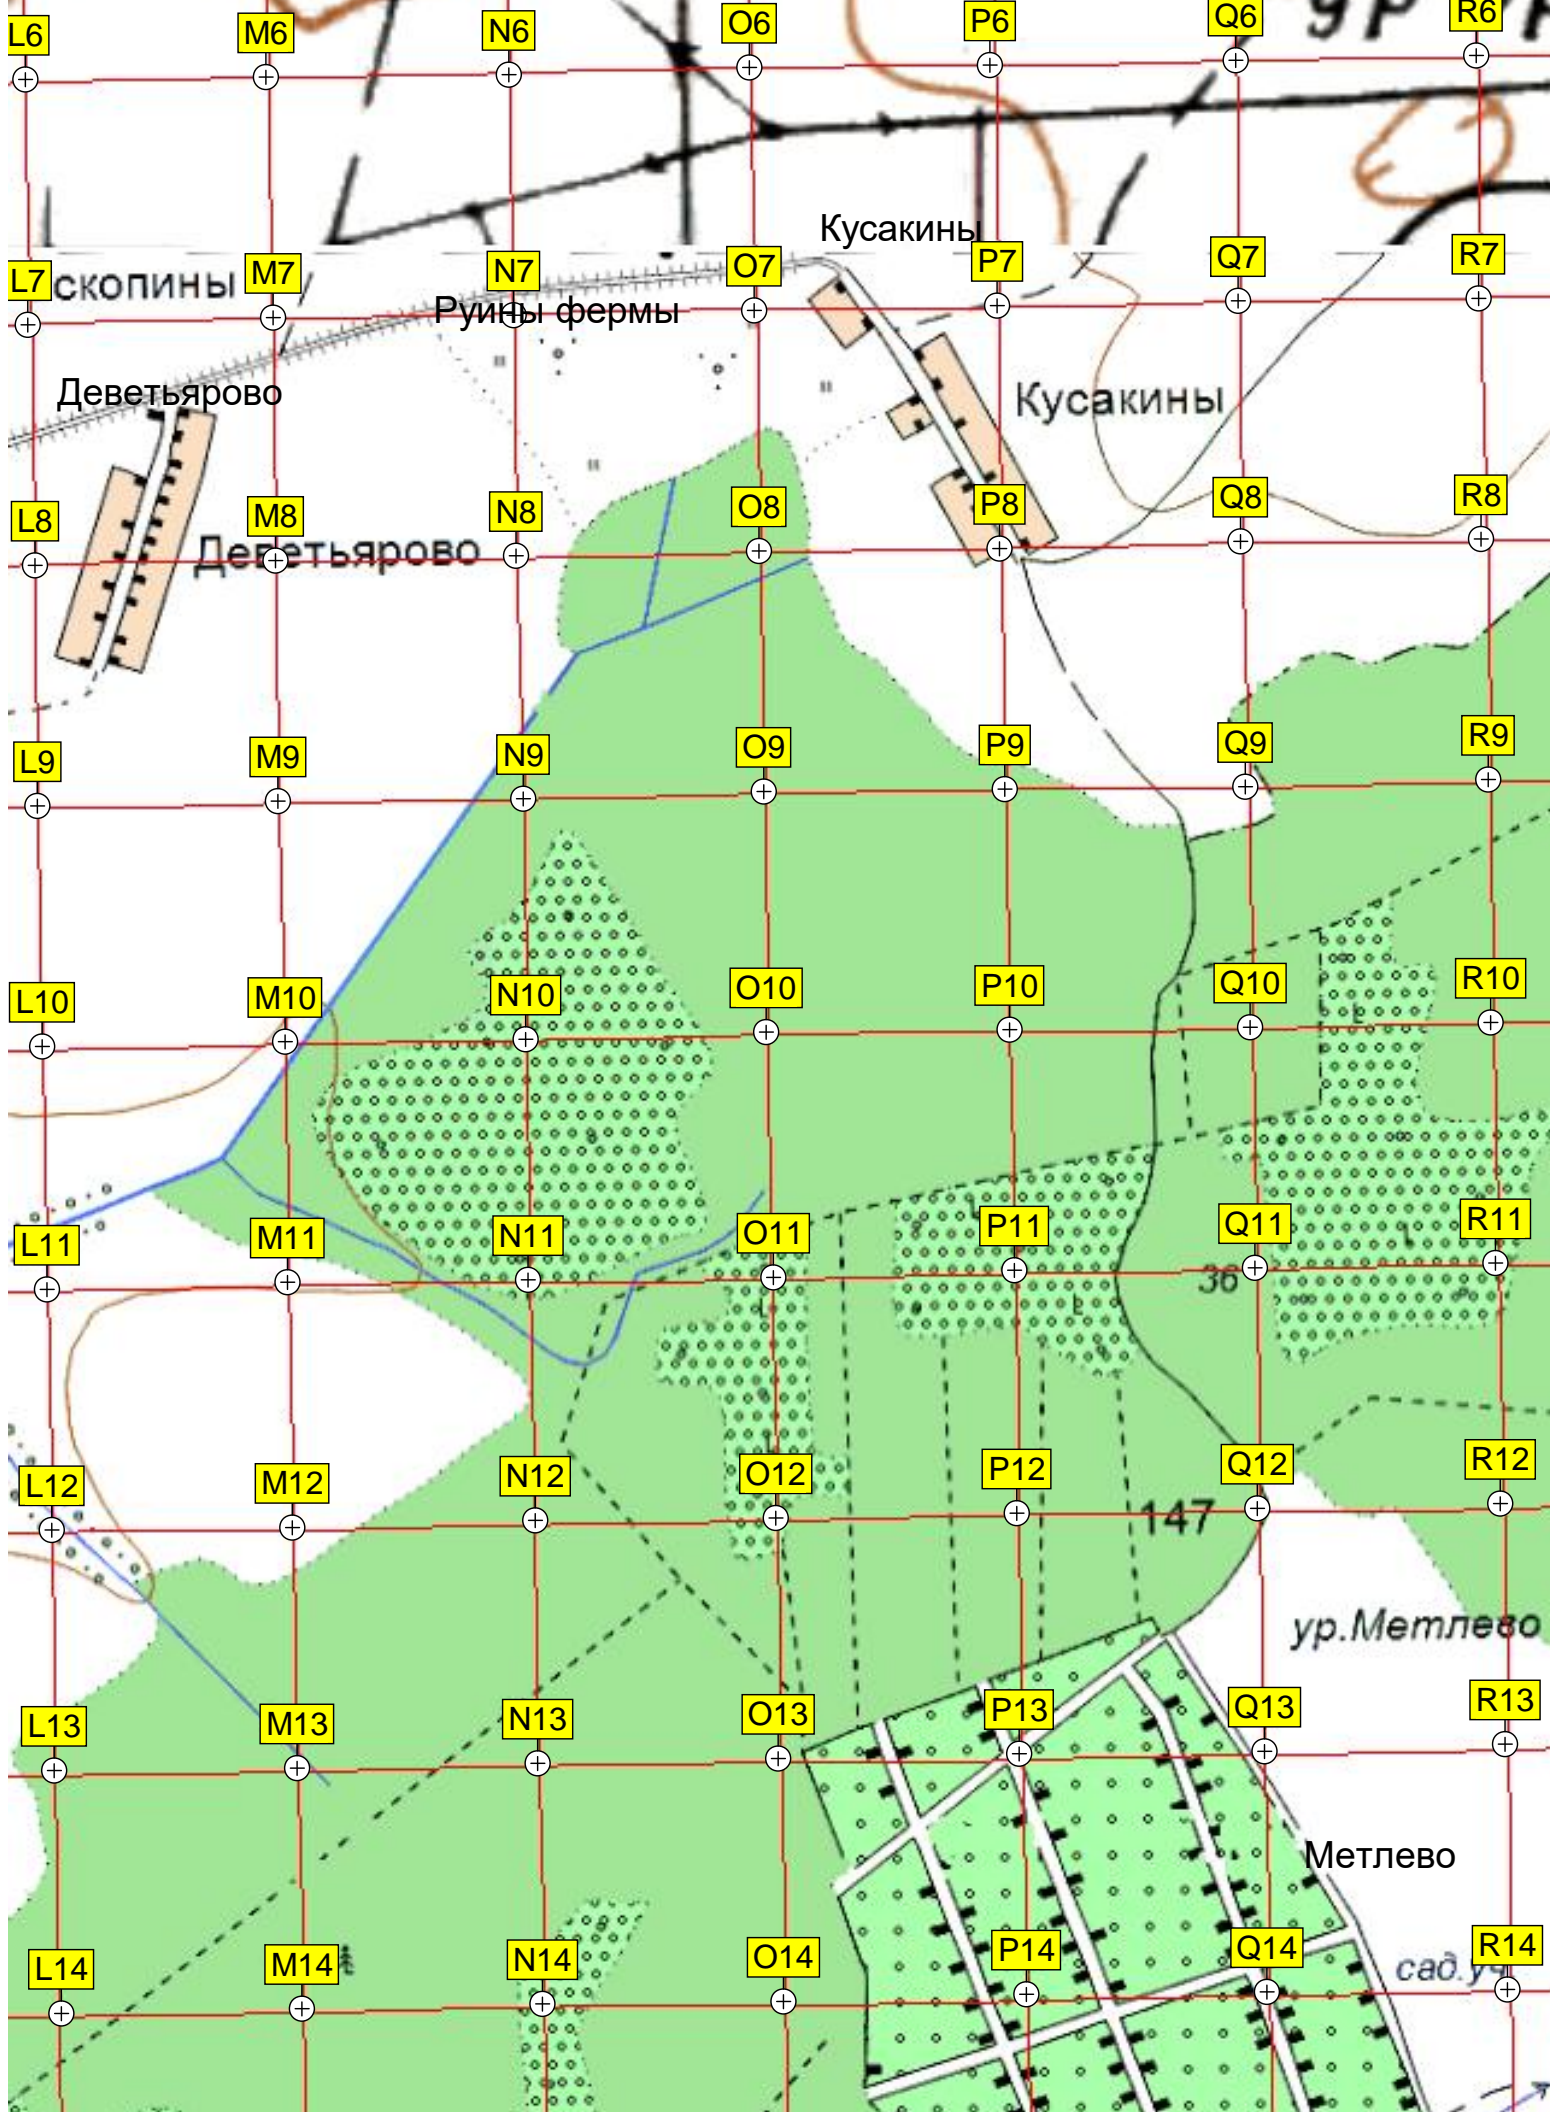 L6 M6 N6 O6 P6 Q6 R6
Кусакины
L7 скопины M7 N7 O7 P7 Q7 R7
Руины фермы
Деветьярово
Кусакины
L8 M8 N8 O8 P8 Q8 R8
Деветьярово
L9 M9 N9 O9 P9 Q9 R9
L10 M10 N10 O10 P10 Q10 R10
L11 M11 N11 O11 P11 Q11 R11
36
L12 M12 N12 O12 P12 Q12 R12
147
ур.Метлево
L13 M13 N13 O13 P13 Q13 R13
Метлево
L14 M14 N14 O14 P14 Q14 R14
сад.уч